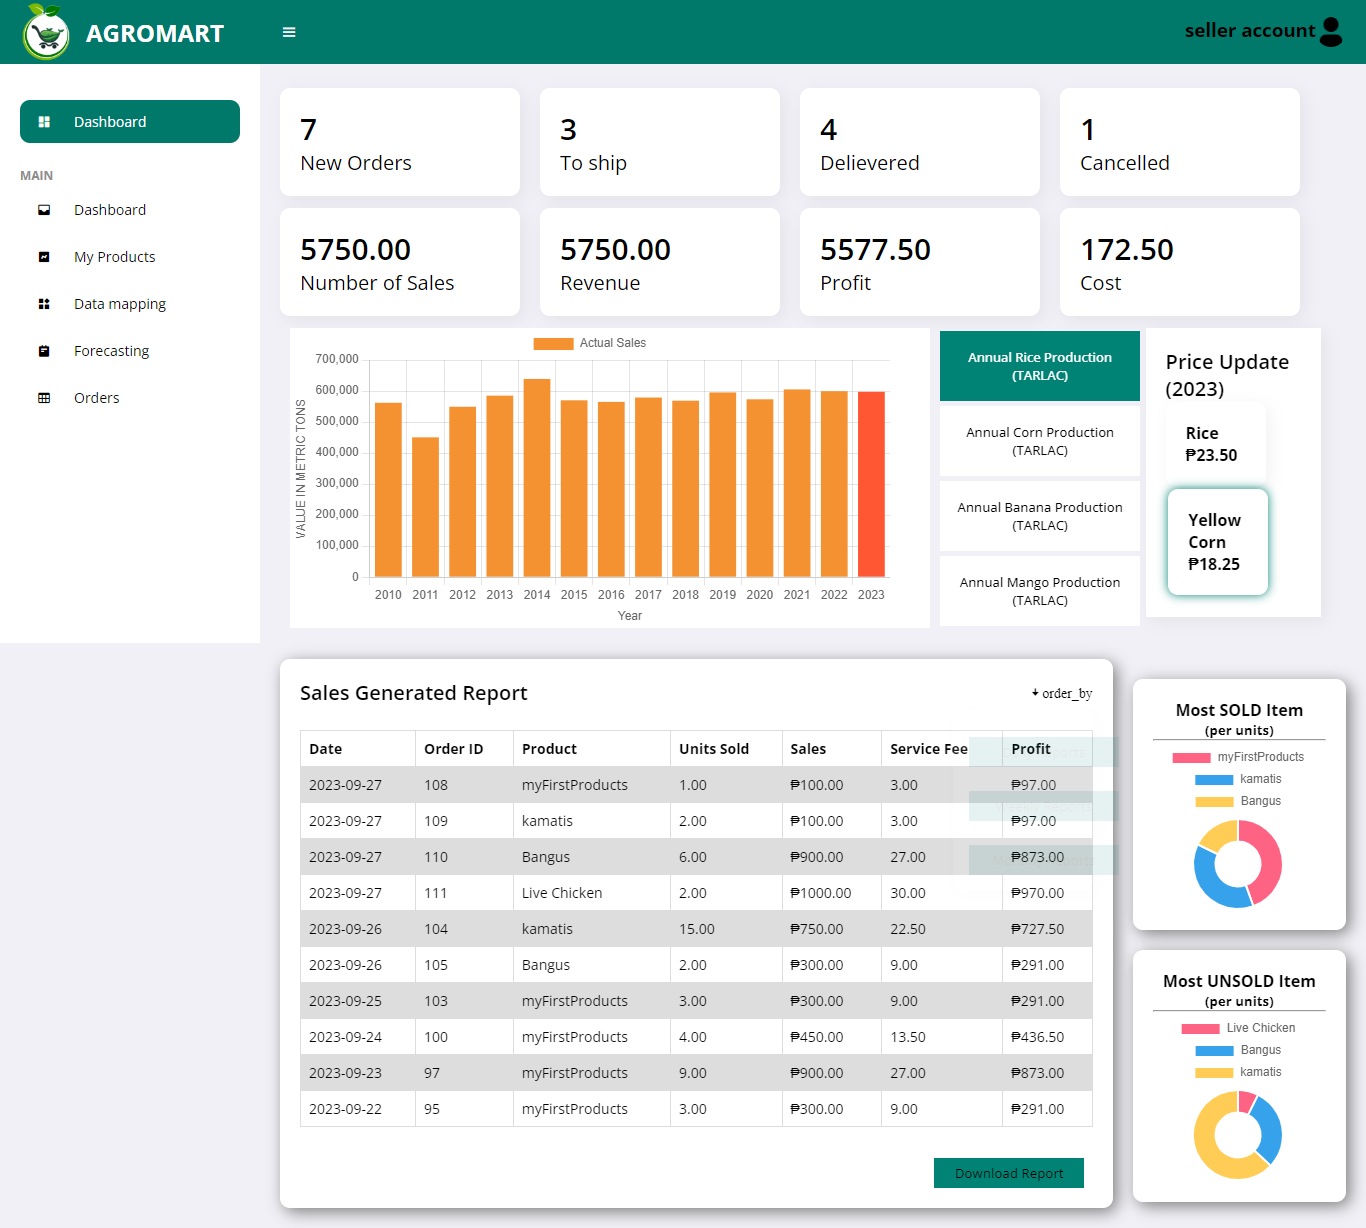 AGROMART
seller account
Dashboard
MAIN
Dashboard
My Products
Data mapping
Forecasting
Orders
7
New Orders
3
To ship
4
Delievered
1
Cancelled
5750.00
Number of Sales
5750.00
Revenue
5577.50
Profit
172.50
Cost
Actual Sales
700,000
600,000
500,000
400,000
300,000
200,000
100,000
0
VALUE IN METRIC TONS
2010 2011 2012 2013 2014 2015 2016 2017 2018 2019 2020 2021 2022 2023
Year
Annual Rice Production
(TARLAC)
Annual Corn Production
(TARLAC)
Annual Banana Production
(TARLAC)
Annual Mango Production
(TARLAC)
Price Update
(2023)
Rice
₱23.50
Yellow
Corn
₱18.25
Sales Generated Report
order_by
Date Order ID Product Units Sold Sales Service Fee Profit
2023-09-27 108 myFirstProducts 1.00 ₱100.00 3.00 ₱97.00
2023-09-27 109 kamatis 2.00 ₱100.00 3.00 ₱97.00
2023-09-27 110 Bangus 6.00 ₱900.00 27.00 ₱873.00
2023-09-27 111 Live Chicken 2.00 ₱1000.00 30.00 ₱970.00
2023-09-26 104 kamatis 15.00 ₱750.00 22.50 ₱727.50
2023-09-26 105 Bangus 2.00 ₱300.00 9.00 ₱291.00
2023-09-25 103 myFirstProducts 3.00 ₱300.00 9.00 ₱291.00
2023-09-24 100 myFirstProducts 4.00 ₱450.00 13.50 ₱436.50
2023-09-23 97 myFirstProducts 9.00 ₱900.00 27.00 ₱873.00
2023-09-22 95 myFirstProducts 3.00 ₱300.00 9.00 ₱291.00
Download Report
Most SOLD Item
(per units)
myFirstProducts
kamatis
Bangus
Most UNSOLD Item
(per units)
Live Chicken
Bangus
kamatis